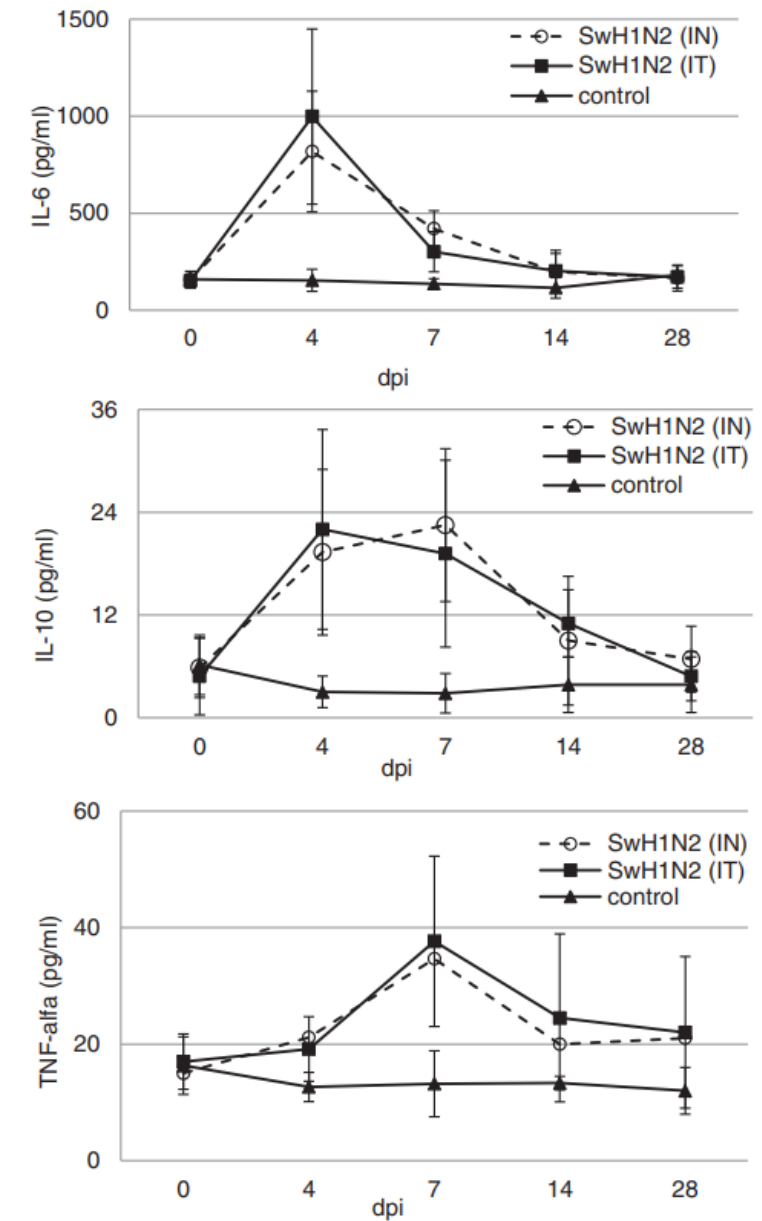 1500
1000
500
0
IL-6 (pg/ml)
SwH1N2 (IN)
SwH1N2 (IT)
control
0 4 7 14 28
dpi
36
24
12
0
IL-10 (pg/ml)
SwH1N2 (IN)
SwH1N2 (IT)
control
0 4 7 14 28
dpi
60
40
20
0
TNF-alfa (pg/ml)
SwH1N2 (IN)
SwH1N2 (IT)
control
0 4 7 14 28
dpi